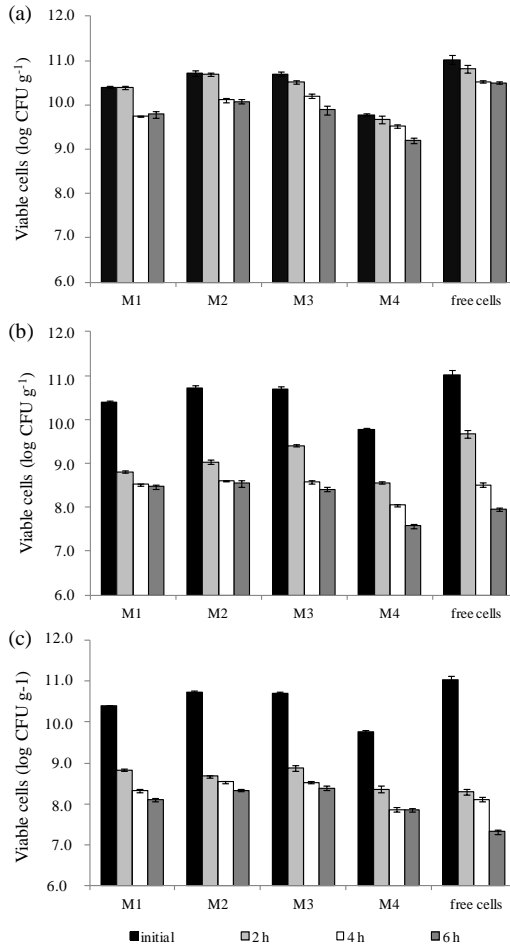 (a)
Viable cells (log CFU g-1)
11.0
10.0
9.0
8.0
7.0
6.0
M1 M2 M3 M4 free cells
(b)
Viable cells (log CFU g-1)
12.0
11.0
10.0
9.0
8.0
7.0
6.0
M1 M2 M3 M4 free cells
(c)
Viable cells (log CFU g-1)
12.0
11.0
10.0
9.0
8.0
7.0
6.0
M1 M2 M3 M4 free cells
initial 2 h 4 h 6 h